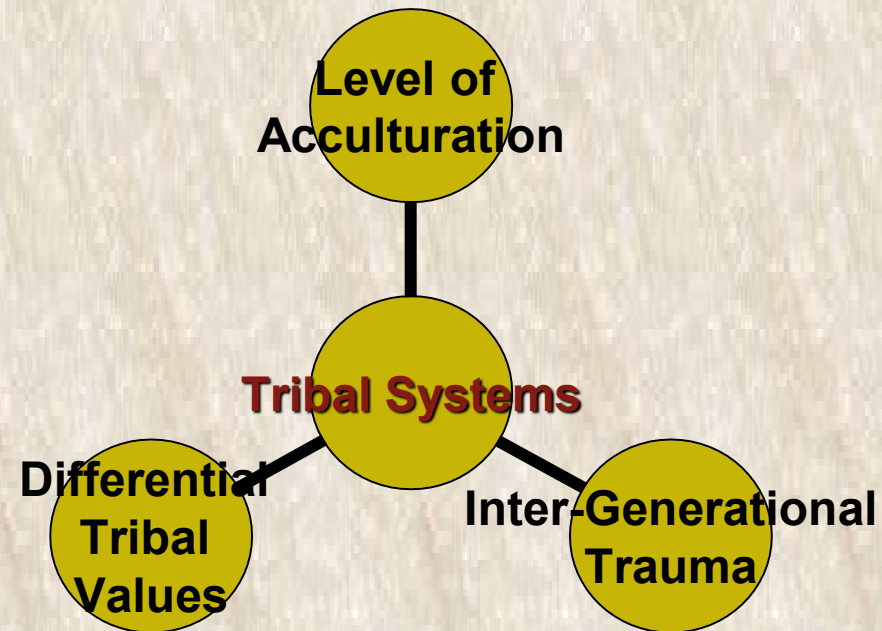 Level of
Acculturation
Tribal Systems
Differential
Tribal
Values
Inter-Generational
Trauma